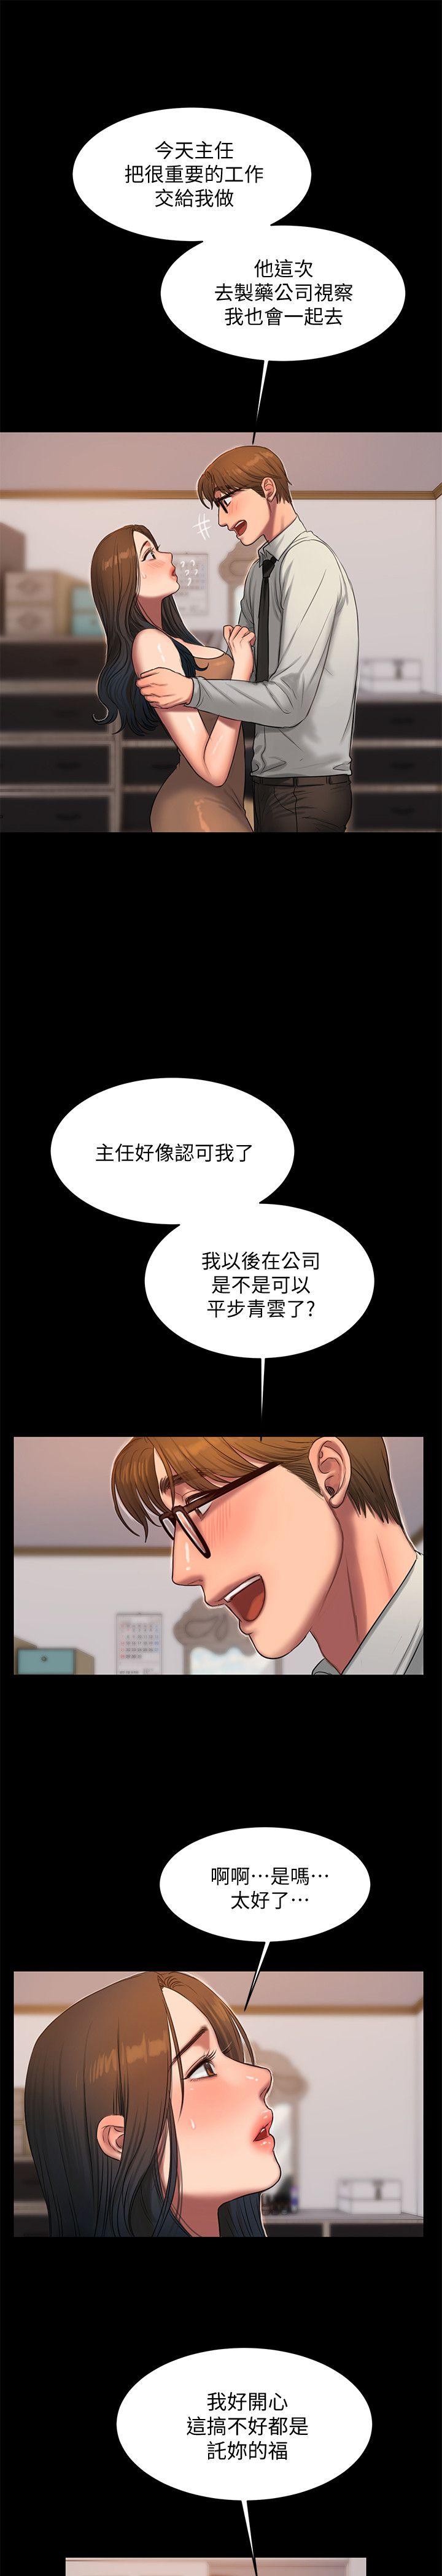 今天主任
把很重要的工作
交給我做
他這次
去製藥公司視察
我也會一起去
???
主任好像認可我了
我以後在公司
是不是可以
平步青雲了?
啊啊⋯是嗎⋯
太好了⋯
我好開心
這搞不好都是
託妳的福